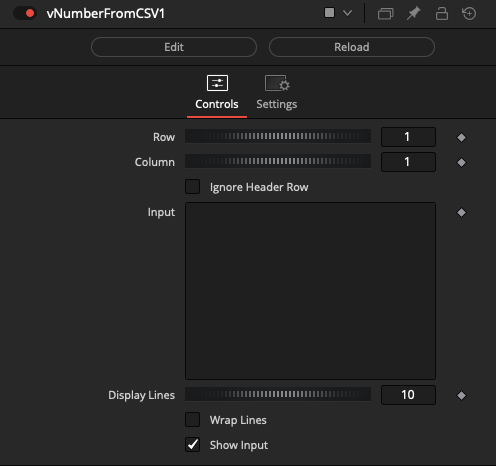 vNumberFromCSV1
Edit Reload
Controls Settings
Row 1
Column 1
Ignore Header Row
Input
Display Lines 10
Wrap Lines
Show Input